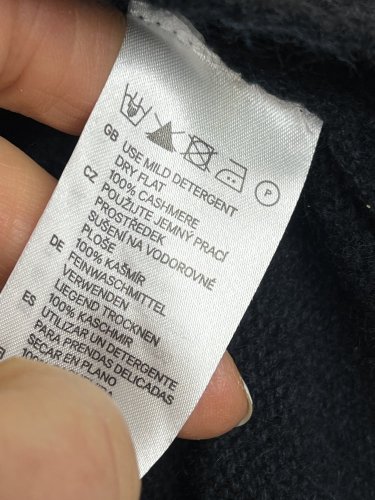 P
GB USE MILD DETERGENT
DRY FLAT
100% CASHMERE
CZ POUŽIJTE JEMNÝ PRACÍ
PROSTŘEDEK
SUŠENÍ NA VODOROVNÉ
PLOŠE
100% KAŠMÍR
DE FEINWASCHMITTEL
VERWENDEN
LIEGEND TROCKNEN
100% KASCHMIR
ES UTILIZAR UN DETERGENTE
PARA PRENDAS DELICADAS
SECAR EN PLANO